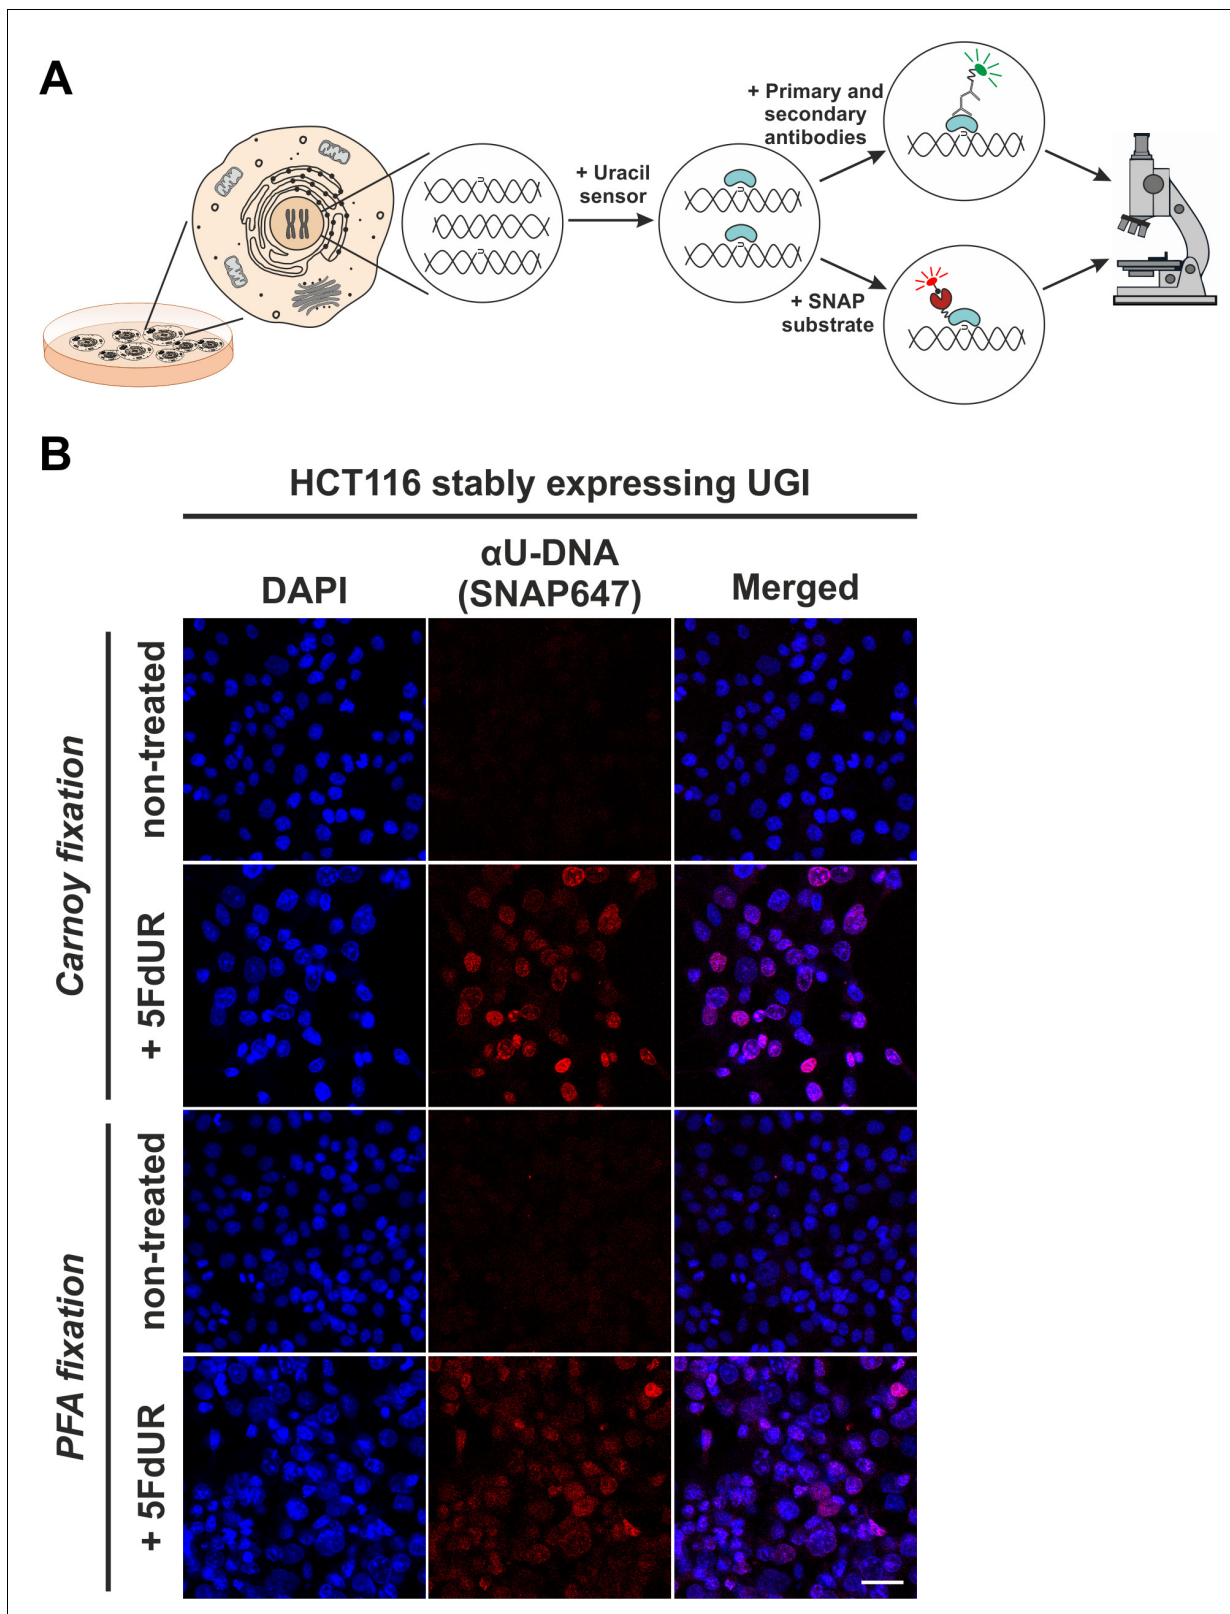 A
+ Primary and
secondary
antibodies
+ Uracil
sensor
+ SNAP
substrate
U
U
U
U
U
U
B
HCT116 stably expressing UGI
DAPI
αU-DNA
(SNAP647)
Merged
Carnoy fixation
non-treated
+ 5FdUR
PFA fixation
non-treated
+ 5FdUR